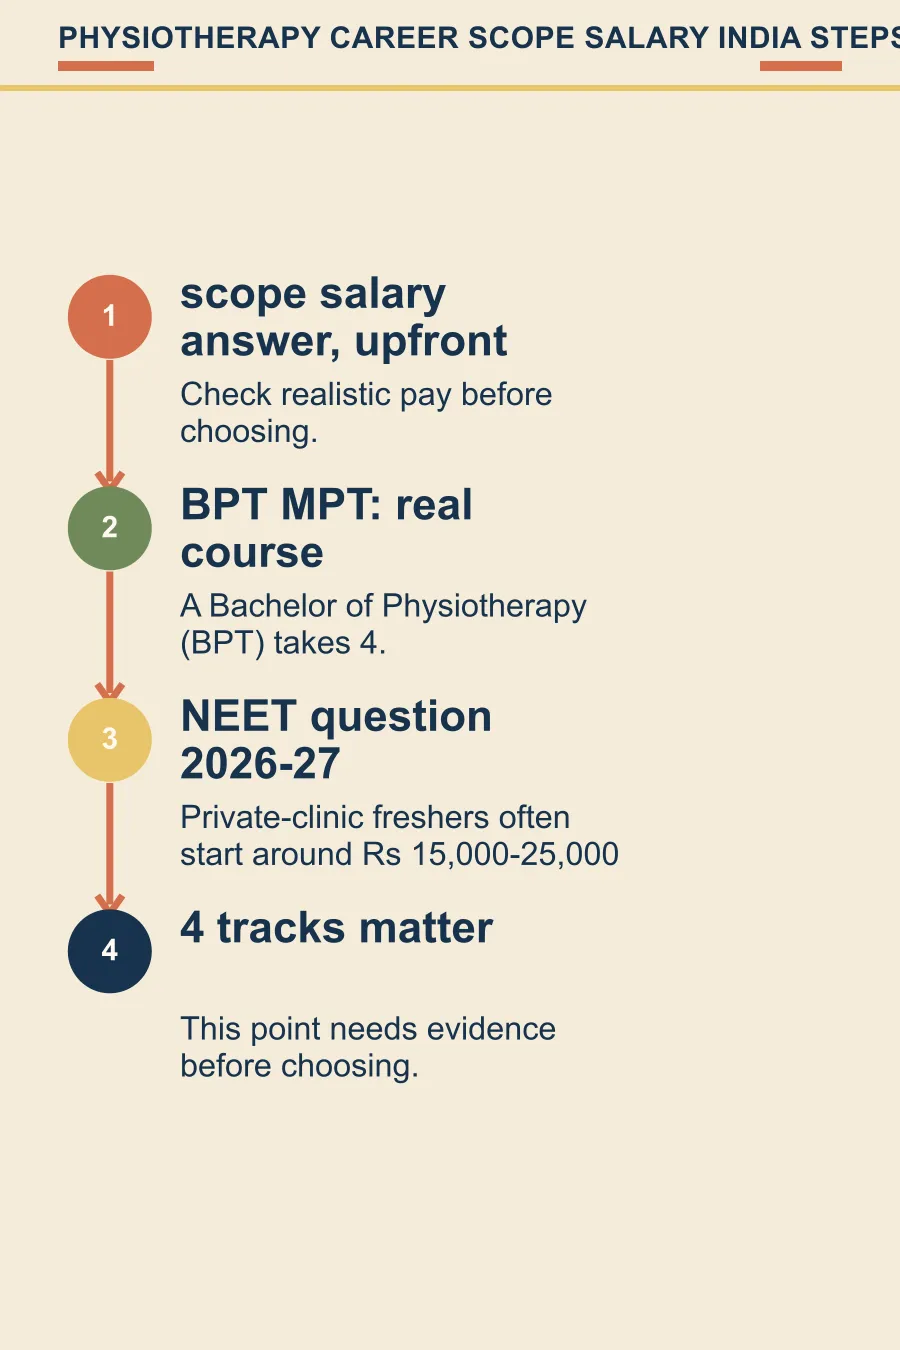 PHYSIOTHERAPY CAREER SCOPE SALARY INDIA STEPS
1
scope salary
answer, upfront
Check realistic pay before
choosing.
2
BPT MPT: real
course
A Bachelor of Physiotherapy
(BPT) takes 4.
3
NEET question
2026-27
Private-clinic freshers often
start around Rs 15,000-25,000
4
4 tracks matter
This point needs evidence
before choosing.